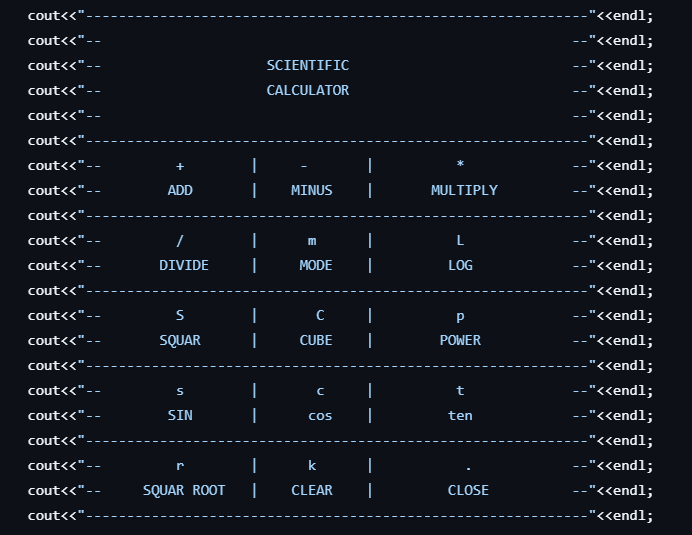 cout<<"-------------------------------------------------------------"<<endl;
cout<<"--                                                         --"<<endl;
cout<<"--                    SCIENTIFIC                           --"<<endl;
cout<<"--                    CALCULATOR                           --"<<endl;
cout<<"--                                                         --"<<endl;
cout<<"-------------------------------------------------------------"<<endl;
cout<<"--         +        |     -       |          *             --"<<endl;
cout<<"--        ADD       |    MINUS    |       MULTIPLY         --"<<endl;
cout<<"-------------------------------------------------------------"<<endl;
cout<<"--         /        |      m      |          L             --"<<endl;
cout<<"--       DIVIDE     |     MODE    |         LOG            --"<<endl;
cout<<"-------------------------------------------------------------"<<endl;
cout<<"--         S        |       C     |          p             --"<<endl;
cout<<"--       SQUAR      |     CUBE    |        POWER           --"<<endl;
cout<<"-------------------------------------------------------------"<<endl;
cout<<"--         s        |       c     |          t             --"<<endl;
cout<<"--        SIN       |      cos    |         ten            --"<<endl;
cout<<"-------------------------------------------------------------"<<endl;
cout<<"--         r        |      k      |           .            --"<<endl;
cout<<"--     SQUAR ROOT   |    CLEAR    |         CLOSE          --"<<endl;
cout<<"-------------------------------------------------------------"<<endl;